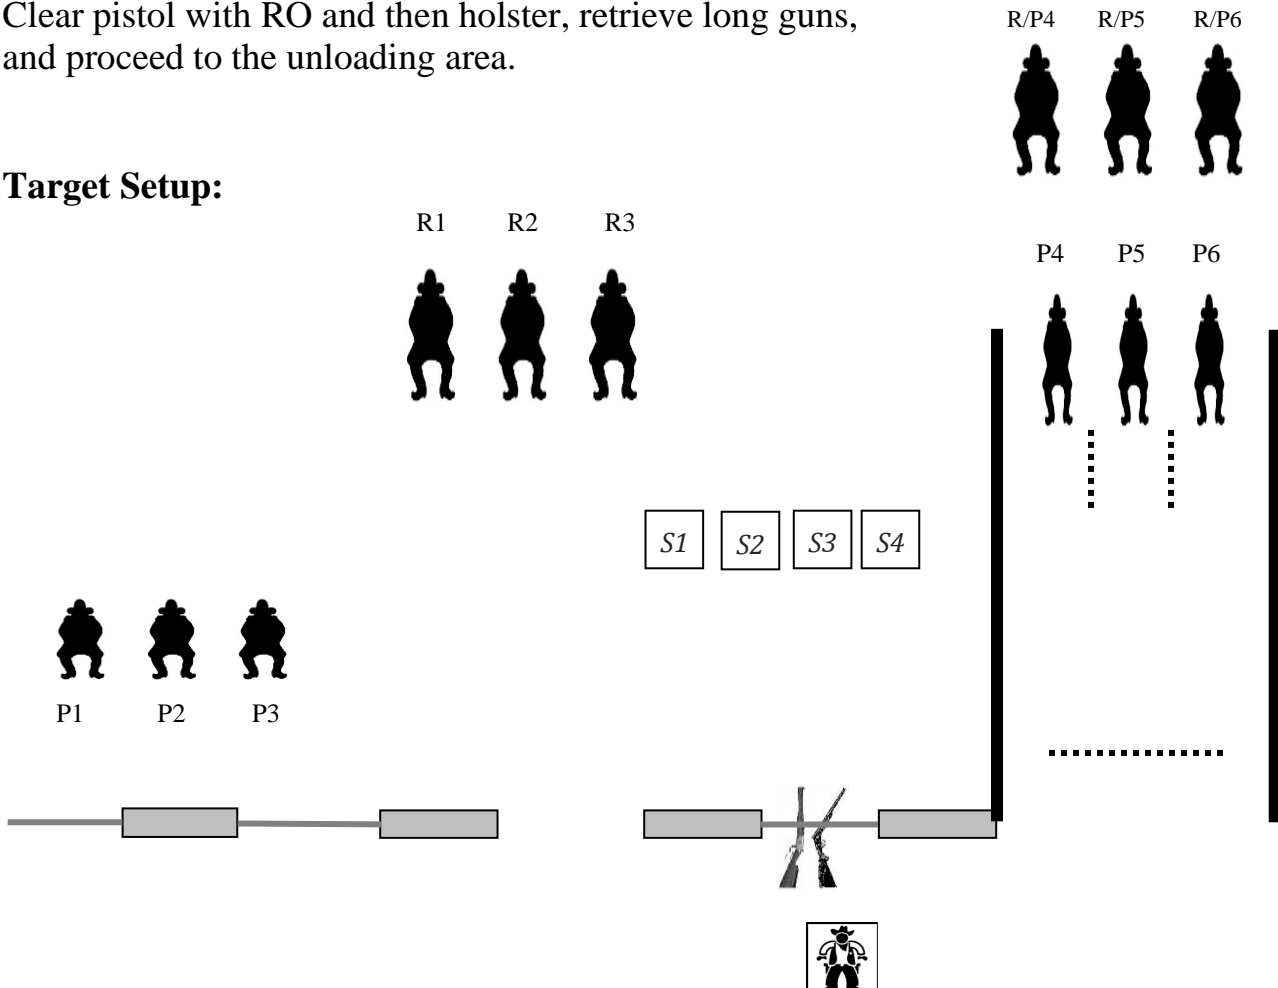 Clear pistol with RO and then holster, retrieve long guns,
and proceed to the unloading area.
R/P4 R/P5 R/P6
Target Setup:
R1 R2 R3
P4 P5 P6
S1 S2 S3 S4
P1 P2 P3